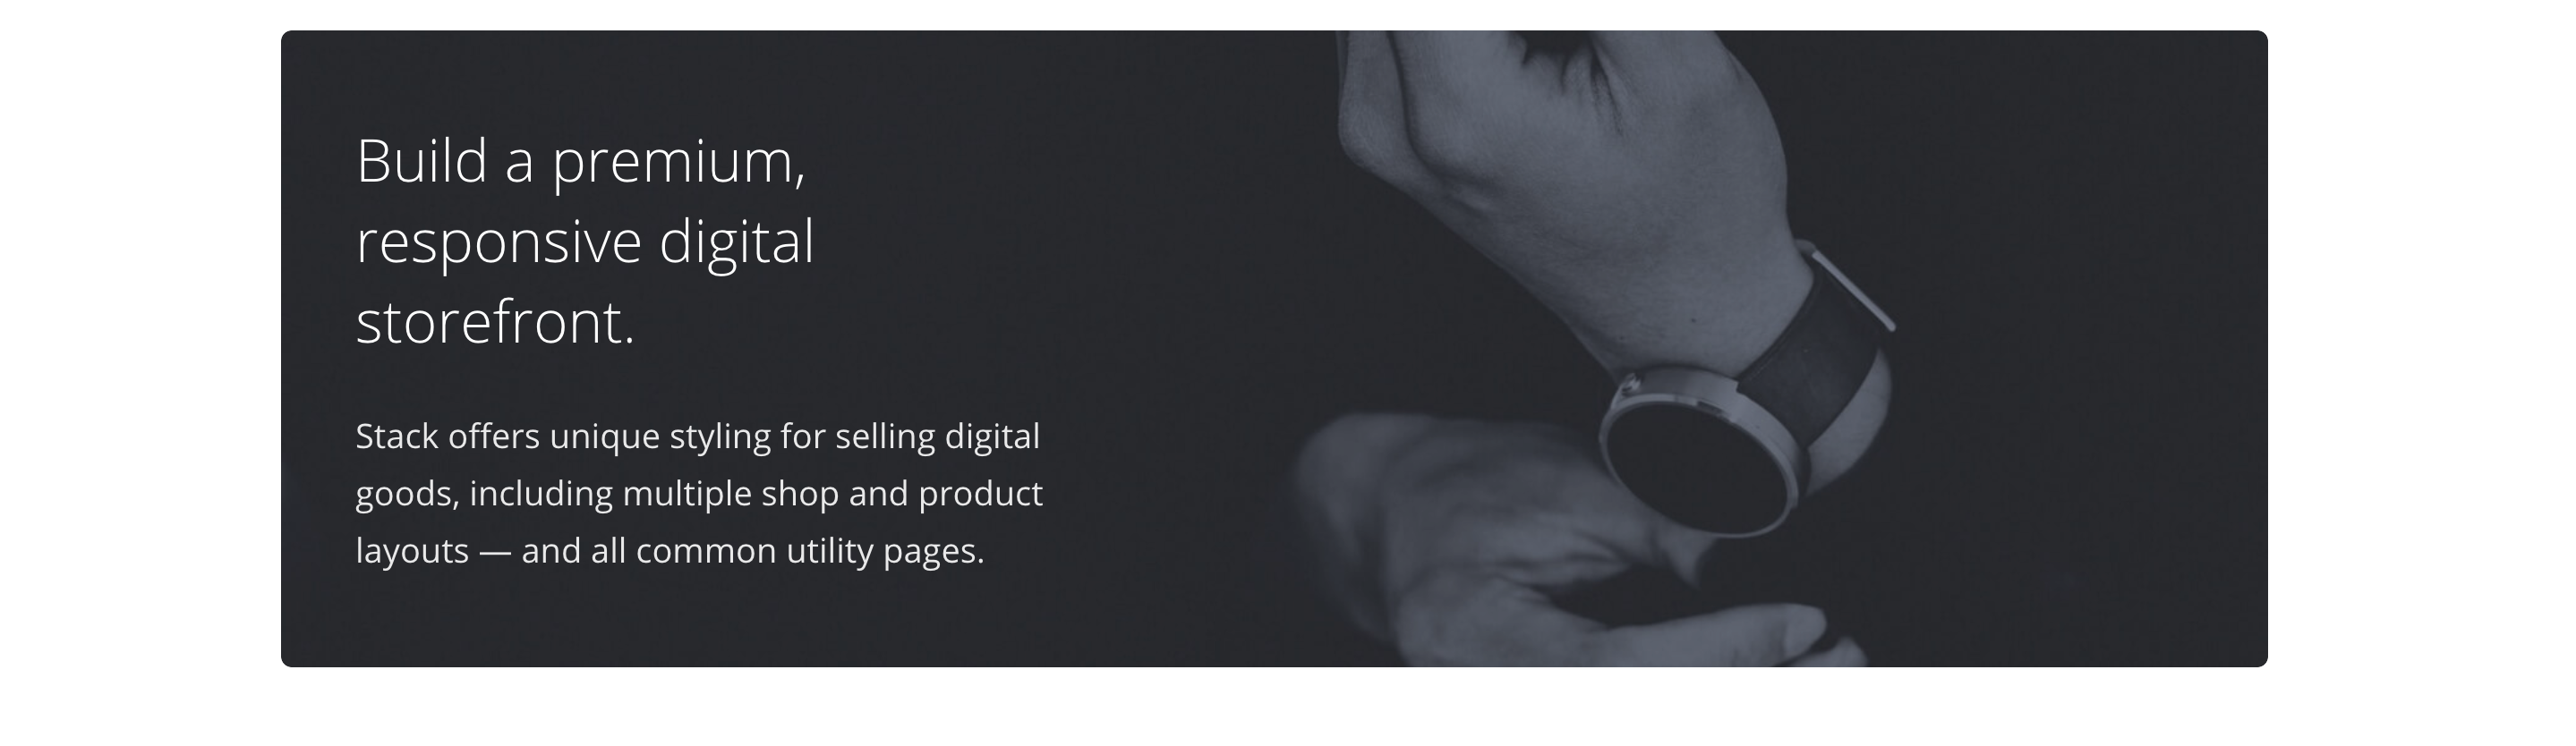 Build a premium,
responsive digital
storefront.
Stack offers unique styling for selling digital
goods, including multiple shop and product
layouts — and all common utility pages.